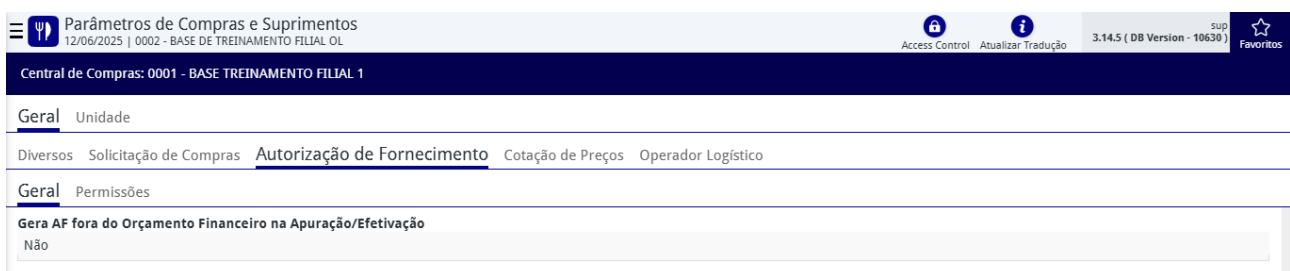 Parâmetros de Compras e Suprimentos
12/06/2025 | 0002 - BASE DE TREINAMENTO FILIAL OL
Access Control
Atualizar Tradução
sup
3.14.5 ( DB Version - 10630 )
Favoritos
Central de Compras: 0001 - BASE TREINAMENTO FILIAL 1
Geral Unidade
Diversos Solicitação de Compras Autorização de Fornecimento Cotação de Preços Operador Logístico
Geral Permissões
Gera AF fora do Orçamento Financeiro na Apuração/Efetivação
Não